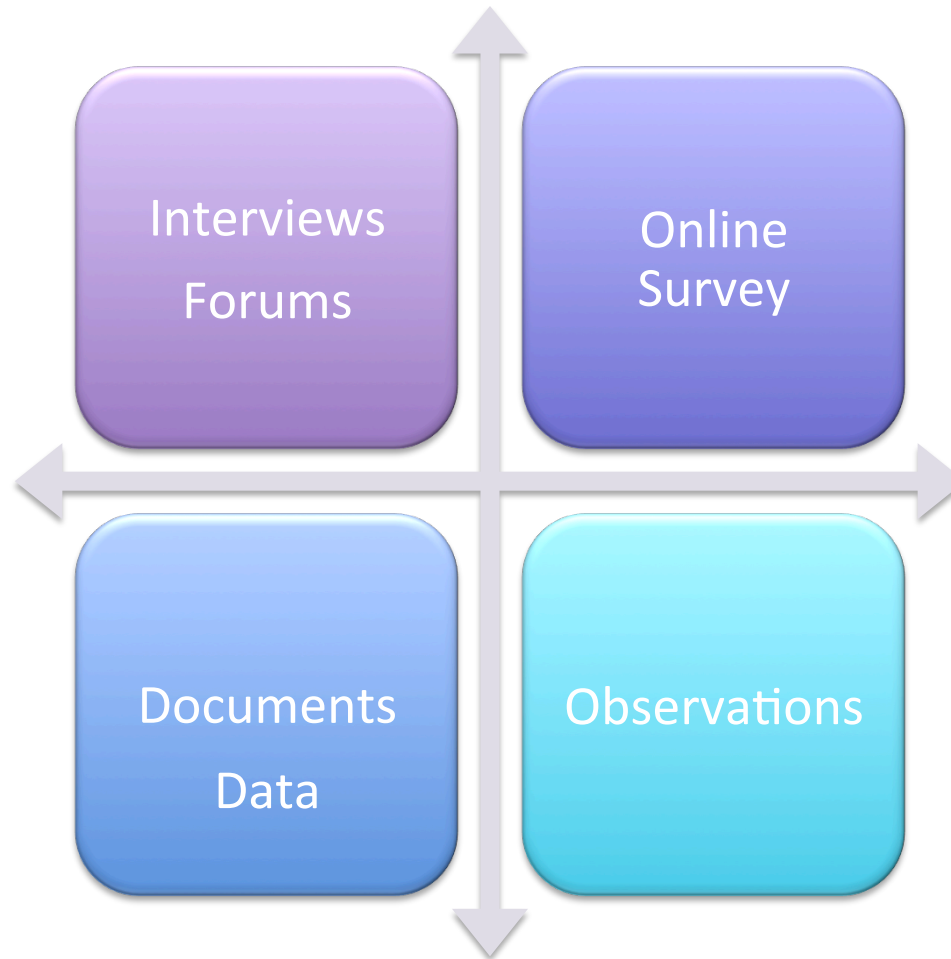 Interviews
Forums
Online
Survey
Documents
Data
Observations